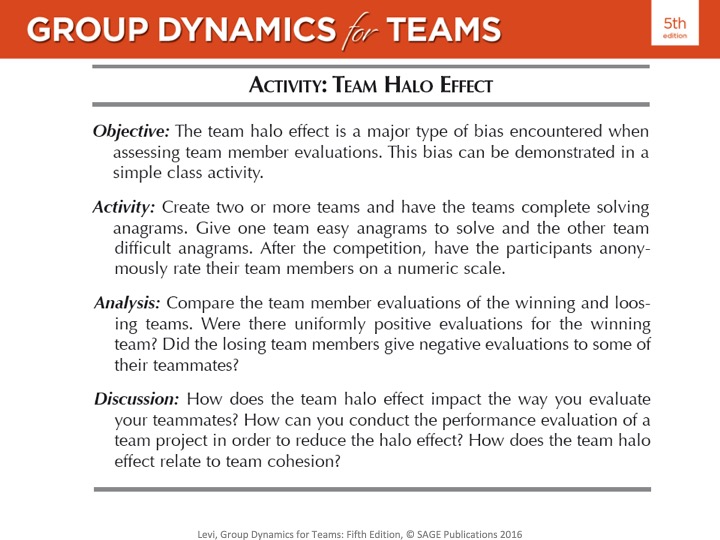 GROUP DYNAMICS for TEAMS
5th
edition
ACTIVITY: TEAM HALO EFFECT
Objective: The team halo effect is a major type of bias encountered when
assessing team member evaluations. This bias can be demonstrated in a
simple class activity.
Activity: Create two or more teams and have the teams complete solving
anagrams. Give one team easy anagrams to solve and the other team
difficult anagrams. After the competition, have the participants anony-
mously rate their team members on a numeric scale.
Analysis: Compare the team member evaluations of the winning and loos-
ing teams. Were there uniformly positive evaluations for the winning
team? Did the losing team members give negative evaluations to some of
their teammates?
Discussion: How does the team halo effect impact the way you evaluate
your teammates? How can you conduct the performance evaluation of a
team project in order to reduce the halo effect? How does the team halo
effect relate to team cohesion?
Levi, Group Dynamics for Teams: Fifth Edition, © SAGE Publications 2016